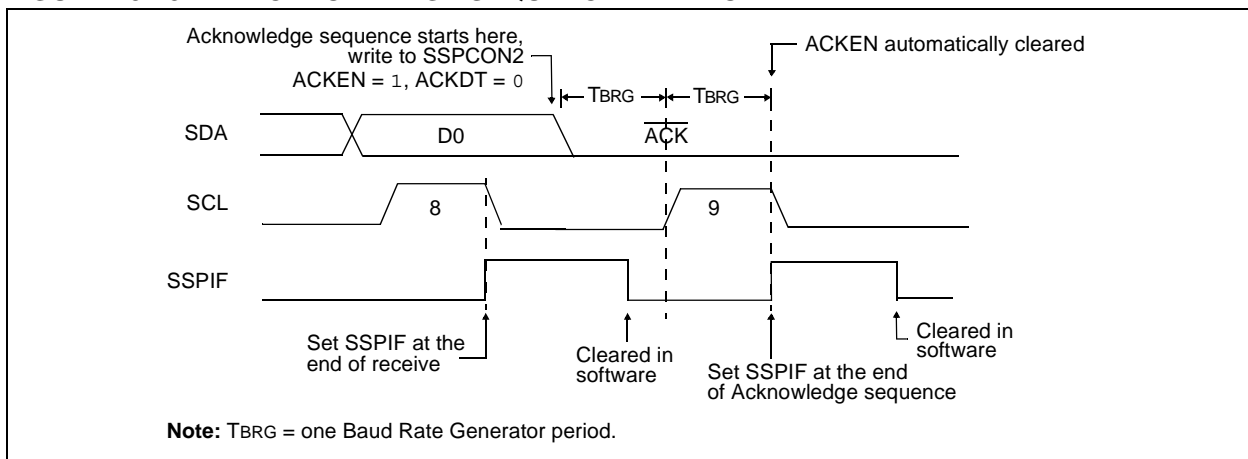 Acknowledge sequence starts here,
write to SSPCON2
ACKEN = 1, ACKDT = 0
ACKEN automatically cleared
TBRG
TBRG
SDA
D0
ACK
SCL
8
9
SSPIF
Set SSPIF at the
end of receive
Cleared in
software
Set SSPIF at the end
of Acknowledge sequence
Cleared in
software
Note: TBRG = one Baud Rate Generator period.